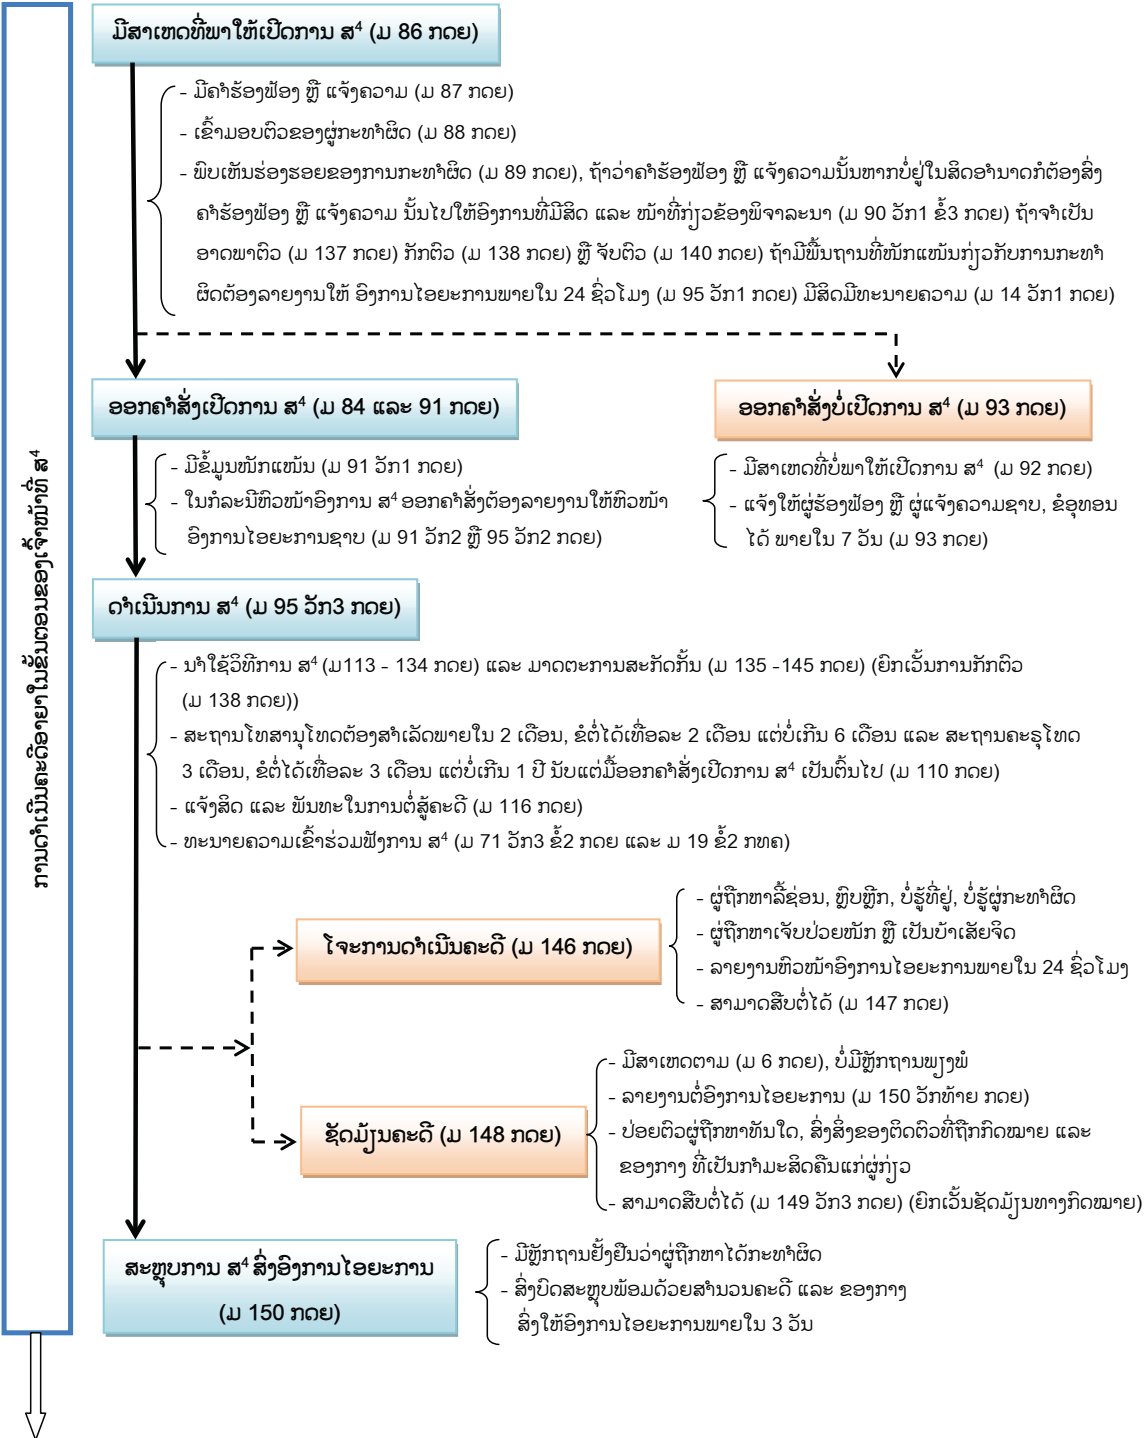 ການດຳເນີນຄະດີອາຍາໃນຂັ້ນຕອນຂອງເຈົ້າໜ້າທີ່ ສ⁴
ມີສາເຫດທີ່ພາໃຫ້ເປີດການ ສ⁴ (ມ 86 ກດຍ)
- ມີຄຳຮ້ອງຟ້ອງ ຫຼື ແຈ້ງຄວາມ (ມ 87 ກດຍ)
- ເຂົ້າມອບຕົວຂອງຜູ່ກະທຳຜິດ (ມ 88 ກດຍ)
- ພົບເຫັນຮ່ອງຮອຍຂອງການກະທຳຜິດ (ມ 89 ກດຍ), ຖ້າວ່າຄຳຮ້ອງຟ້ອງ ຫຼື ແຈ້ງຄວາມນັ້ນຫາກບໍ່ຢູ່ໃນສິດອຳນາດກໍຕ້ອງສົ່ງ
ຄຳຮ້ອງຟ້ອງ ຫຼື ແຈ້ງຄວາມ ນັ້ນໄປໃຫ້ອົງການທີ່ມີສິດ ແລະ ໜ້າທີ່ກ່ຽວຂ້ອງພິຈາລະນາ (ມ 90 ວັກ1 ຂໍ້3 ກດຍ) ຖ້າຈຳເປັນ
ອາດພາຕົວ (ມ 137 ກດຍ) ກັກຕົວ (ມ 138 ກດຍ) ຫຼື ຈັບຕົວ (ມ 140 ກດຍ) ຖ້າມີພື້ນຖານທີ່ໜັກແໜ້ນກ່ຽວກັບການກະທຳ
ຜິດຕ້ອງລາຍງານໃຫ້ ອົງການໄອຍະການພາຍໃນ 24 ຊົ່ວໂມງ (ມ 95 ວັກ1 ກດຍ) ມີສິດມີທະນາຍຄວາມ (ມ 14 ວັກ1 ກດຍ)
ອອກຄຳສັ່ງເປີດການ ສ⁴ (ມ 84 ແລະ 91 ກດຍ)
- ມີຂໍ້ມູນໜັກແໜ້ນ (ມ 91 ວັກ1 ກດຍ)
- ໃນກໍລະນີຫົວໜ້າອົງການ ສ⁴ ອອກຄຳສັ່ງຕ້ອງລາຍງານໃຫ້ຫົວໜ້າ
ອົງການໄອຍະການຊາບ (ມ 91 ວັກ2 ຫຼື 95 ວັກ2 ກດຍ)
ອອກຄຳສັ່ງບໍ່ເປີດການ ສ⁴ (ມ 93 ກດຍ)
- ມີສາເຫດທີ່ບໍ່ພາໃຫ້ເປີດການ ສ⁴ (ມ 92 ກດຍ)
- ແຈ້ງໃຫ້ຜູ່ຮ້ອງຟ້ອງ ຫຼື ຜູ່ແຈ້ງຄວາມຊາບ, ຂໍອຸທອນ
ໄດ້ ພາຍໃນ 7 ວັນ (ມ 93 ກດຍ)
ດຳເນີນການ ສ⁴ (ມ 95 ວັກ3 ກດຍ)
- ນຳໃຊ້ວິທີການ ສ⁴ (ມ113 - 134 ກດຍ) ແລະ ມາດຕະການສະກັດກັ້ນ (ມ 135 -145 ກດຍ) (ຍົກເວັ້ນການກັກຕົວ
(ມ 138 ກດຍ))
- ສະຖານໂທສານຸໂທດຕ້ອງສຳເລັດພາຍໃນ 2 ເດືອນ, ຂໍຕໍ່ໄດ້ເທື່ອລະ 2 ເດືອນ ແຕ່ບໍ່ເກີນ 6 ເດືອນ ແລະ ສະຖານຄະຣຸໂທດ
3 ເດືອນ, ຂໍຕໍ່ໄດ້ເທື່ອລະ 3 ເດືອນ ແຕ່ບໍ່ເກີນ 1 ປີ ນັບແຕ່ມື້ອອກຄຳສັ່ງເປີດການ ສ⁴ ເປັນຕົ້ນໄປ (ມ 110 ກດຍ)
- ແຈ້ງສິດ ແລະ ພັນທະໃນການຕໍ່ສູ້ຄະດີ (ມ 116 ກດຍ)
- ທະນາຍຄວາມເຂົ້າຮ່ວມຟັງການ ສ⁴ (ມ 71 ວັກ3 ຂໍ້2 ກດຍ ແລະ ມ 19 ຂໍ້2 ກທຄ)
ໂຈະການດຳເນີນຄະດີ (ມ 146 ກດຍ)
- ຜູ່ຖືກຫາລີ້ຊ່ອນ, ຫຼົບຫຼີກ, ບໍ່ຮູ້ທີ່ຢູ່, ບໍ່ຮູ້ຜູ່ກະທຳຜິດ
- ຜູ່ຖືກຫາເຈັບປ່ວຍໜັກ ຫຼື ເປັນບ້າເສັຍຈິດ
- ລາຍງານຫົວໜ້າອົງການໄອຍະການພາຍໃນ 24 ຊົ່ວໂມງ
- ສາມາດສືບຕໍ່ໄດ້ (ມ 147 ກດຍ)
ຊັດມ້ຽນຄະດີ (ມ 148 ກດຍ)
- ມີສາເຫດຕາມ (ມ 6 ກດຍ), ບໍ່ມີຫຼັກຖານພຽງພໍ
- ລາຍງານຕໍ່ອົງການໄອຍະການ (ມ 150 ວັກທ້າຍ ກດຍ)
- ປ່ອຍຕົວຜູ່ຖືກຫາທັນໃດ, ສົ່ງສິ່ງຂອງຕິດຕົວທີ່ຖືກກົດໝາຍ ແລະ
ຂອງກາງ ທີ່ເປັນກຳມະສິດຄືນແກ່ຜູ່ກ່ຽວ
- ສາມາດສືບຕໍ່ໄດ້ (ມ 149 ວັກ3 ກດຍ) (ຍົກເວັ້ນຊັດມ້ຽນທາງກົດໝາຍ)
ສະຫຼຸບການ ສ⁴ ສົ່ງອົງການໄອຍະການ
(ມ 150 ກດຍ)
- ມີຫຼັກຖານຢັ້ງຢືນວ່າຜູ່ຖືກຫາໄດ້ກະທຳຜິດ
- ສົ່ງບົດສະຫຼຸບພ້ອມດ້ວຍສຳນວນຄະດີ ແລະ ຂອງກາງ
ສົ່ງໃຫ້ອົງການໄອຍະການພາຍໃນ 3 ວັນ